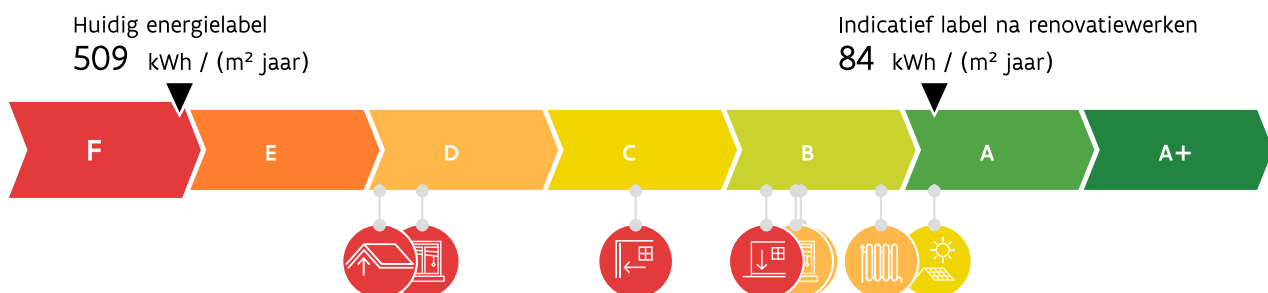 Huidig energielabel
509 kWh / (m² jaar)
Indicatief label na renovatiewerken
84 kWh / (m² jaar)
F E D C B A A+